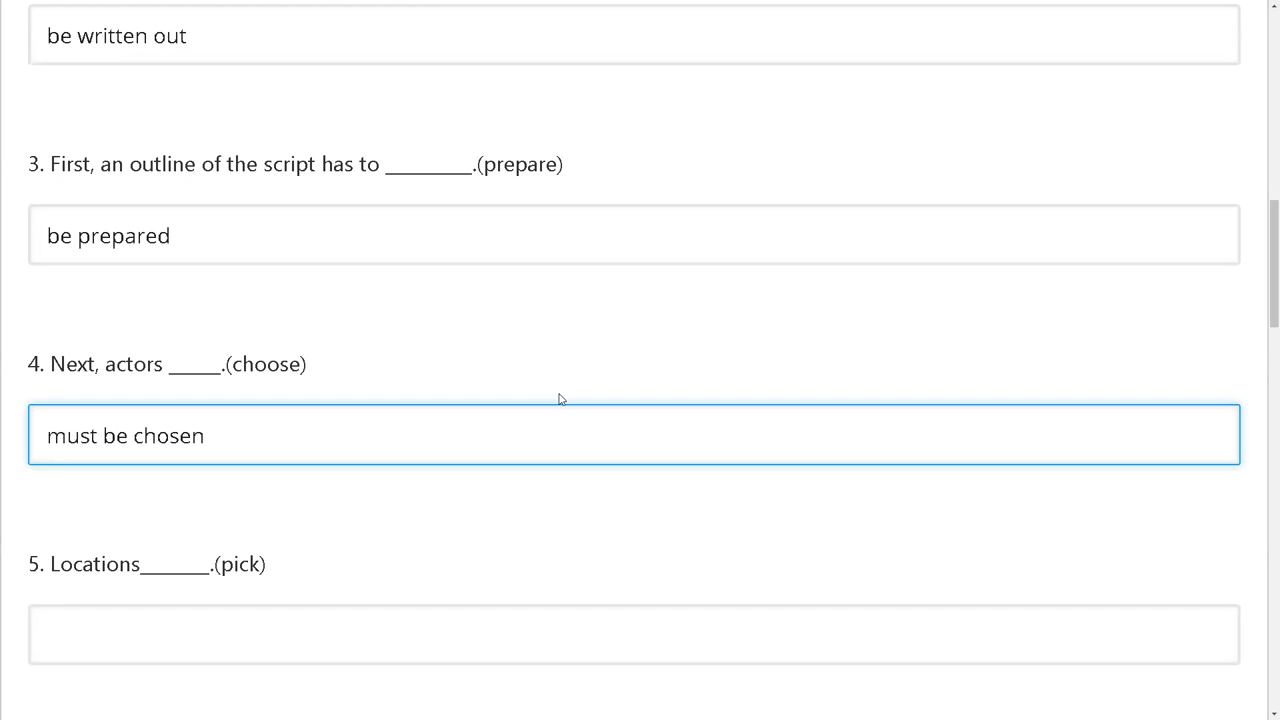 be written out
3. First, an outline of the script has to _________.(prepare)
be prepared
4. Next, actors _____.(choose)
must be chosen
5. Locations_______.(pick)